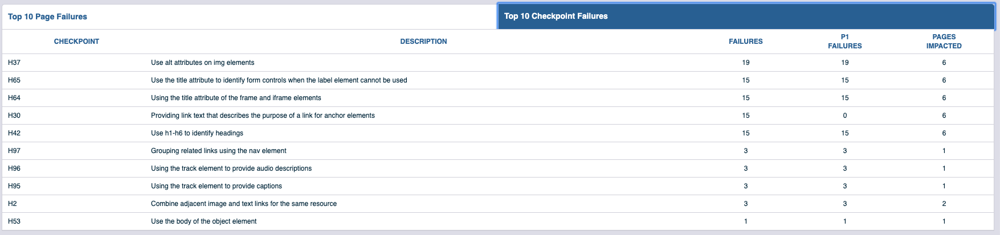 Top 10 Page Failures
Top 10 Checkpoint Failures
CHECKPOINT DESCRIPTION FAILURES P1 FAILURES PAGES IMPACTED
H37 Use alt attributes on img elements 19 19 6
H65 Use the title attribute to identify form controls when the label element cannot be used 15 15 6
H64 Using the title attribute of the frame and iframe elements 15 15 6
H30 Providing link text that describes the purpose of a link for anchor elements 15 0 6
H42 Use h1-h6 to identify headings 15 15 6
H97 Grouping related links using the nav element 3 3 1
H96 Using the track element to provide audio descriptions 3 3 1
H95 Using the track element to provide captions 3 3 1
H2 Combine adjacent image and text links for the same resource 3 3 2
H53 Use the body of the object element 1 1 1